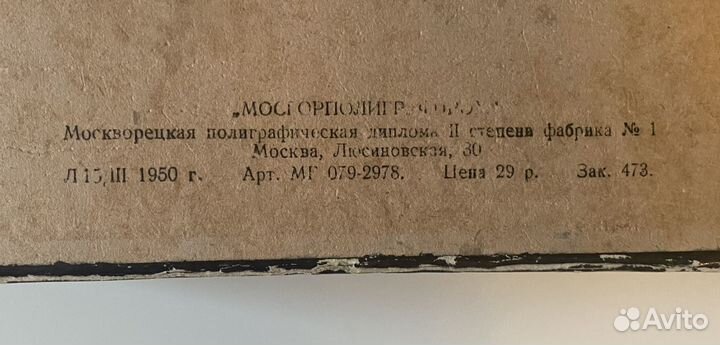 Москворецкая полиграфическая диплома II степени фабрика № 1
Москва, Люсиновская, 30
Л 15/III 1950 г. Арт. МГ 079-2978. Цена 29 р. Зак. 473.
Avito